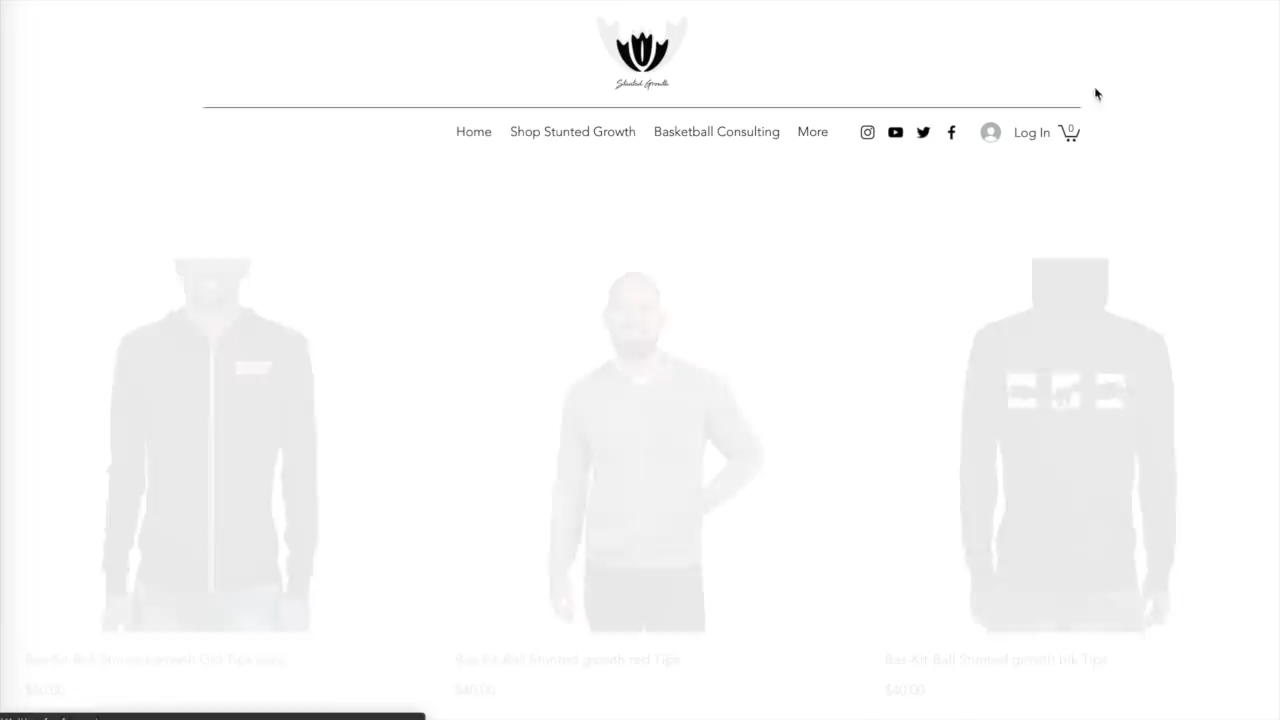 Stunted Growth
Home
Shop Stunted Growth
Basketball Consulting
More
Log In
0
Bas-Kit-Ball Stunted growth red Tips
Bas-Kit-Ball Stunted growth blk Tips
$40.00
$40.00